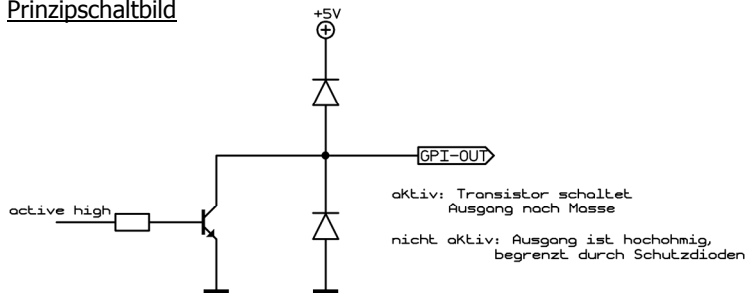 Prinzipschaltbild
+5V
GPI-OUT
active high
aktiv: Transistor schaltet
Ausgang nach Masse
nicht aktiv: Ausgang ist hochohmig,
begrenzt durch Schutzdioden